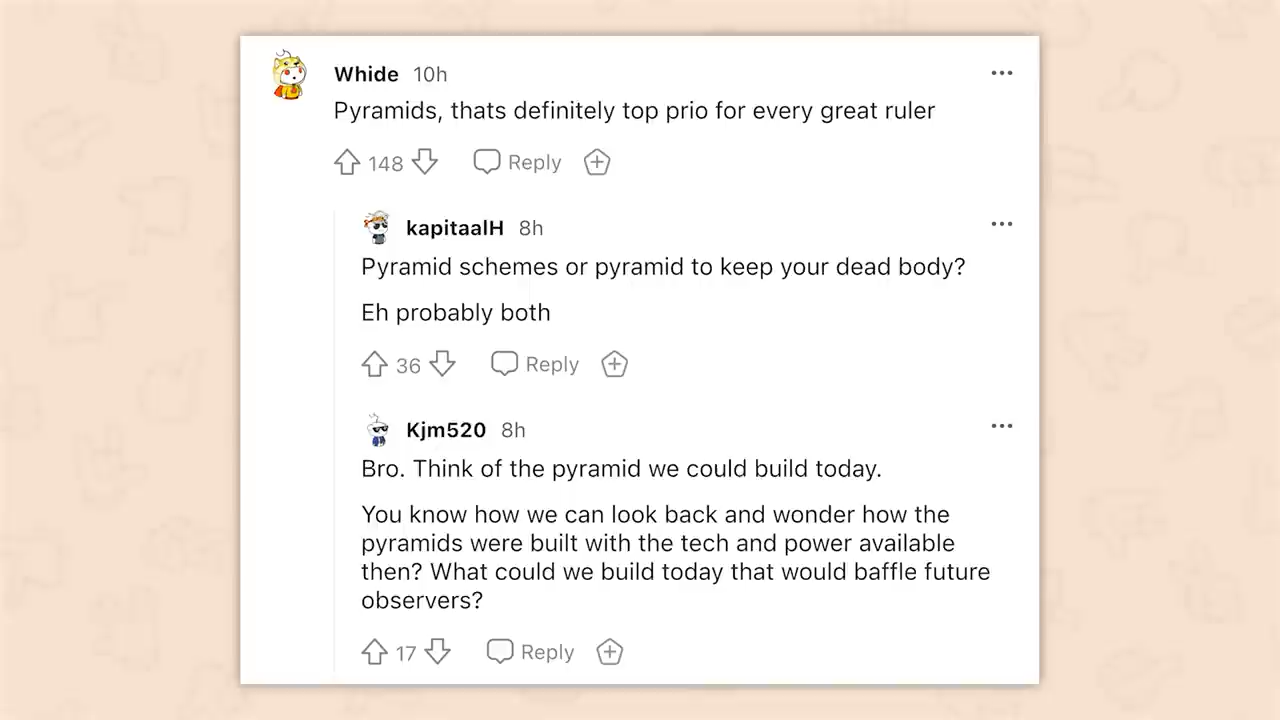 Whide 10h
Pyramids, thats definitely top prio for every great ruler
148 Reply
kapitaalH 8h
Pyramid schemes or pyramid to keep your dead body?
Eh probably both
36 Reply
Kjm520 8h
Bro. Think of the pyramid we could build today.
You know how we can look back and wonder how the
pyramids were built with the tech and power available
then? What could we build today that would baffle future
observers?
17 Reply